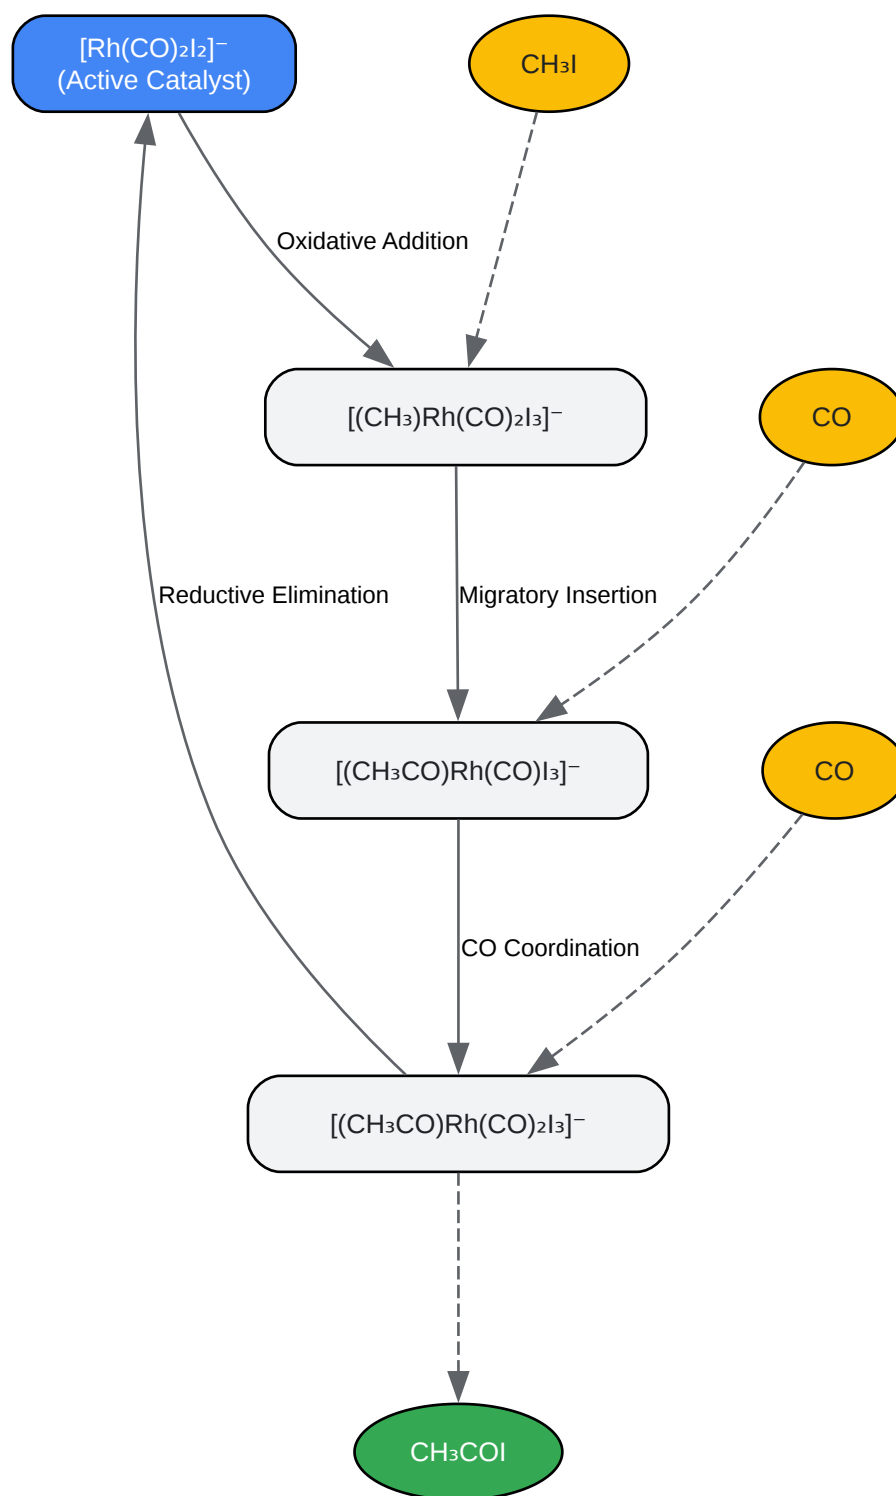 [Rh(CO)₂I₂]⁻
(Active Catalyst)
CH₃I
Oxidative Addition
[(CH₃)Rh(CO)₂I₃]⁻
CO
Reductive Elimination
Migratory Insertion
[(CH₃CO)Rh(CO)I₃]⁻
CO
CO Coordination
[(CH₃CO)Rh(CO)₂I₃]⁻
CH₃COI